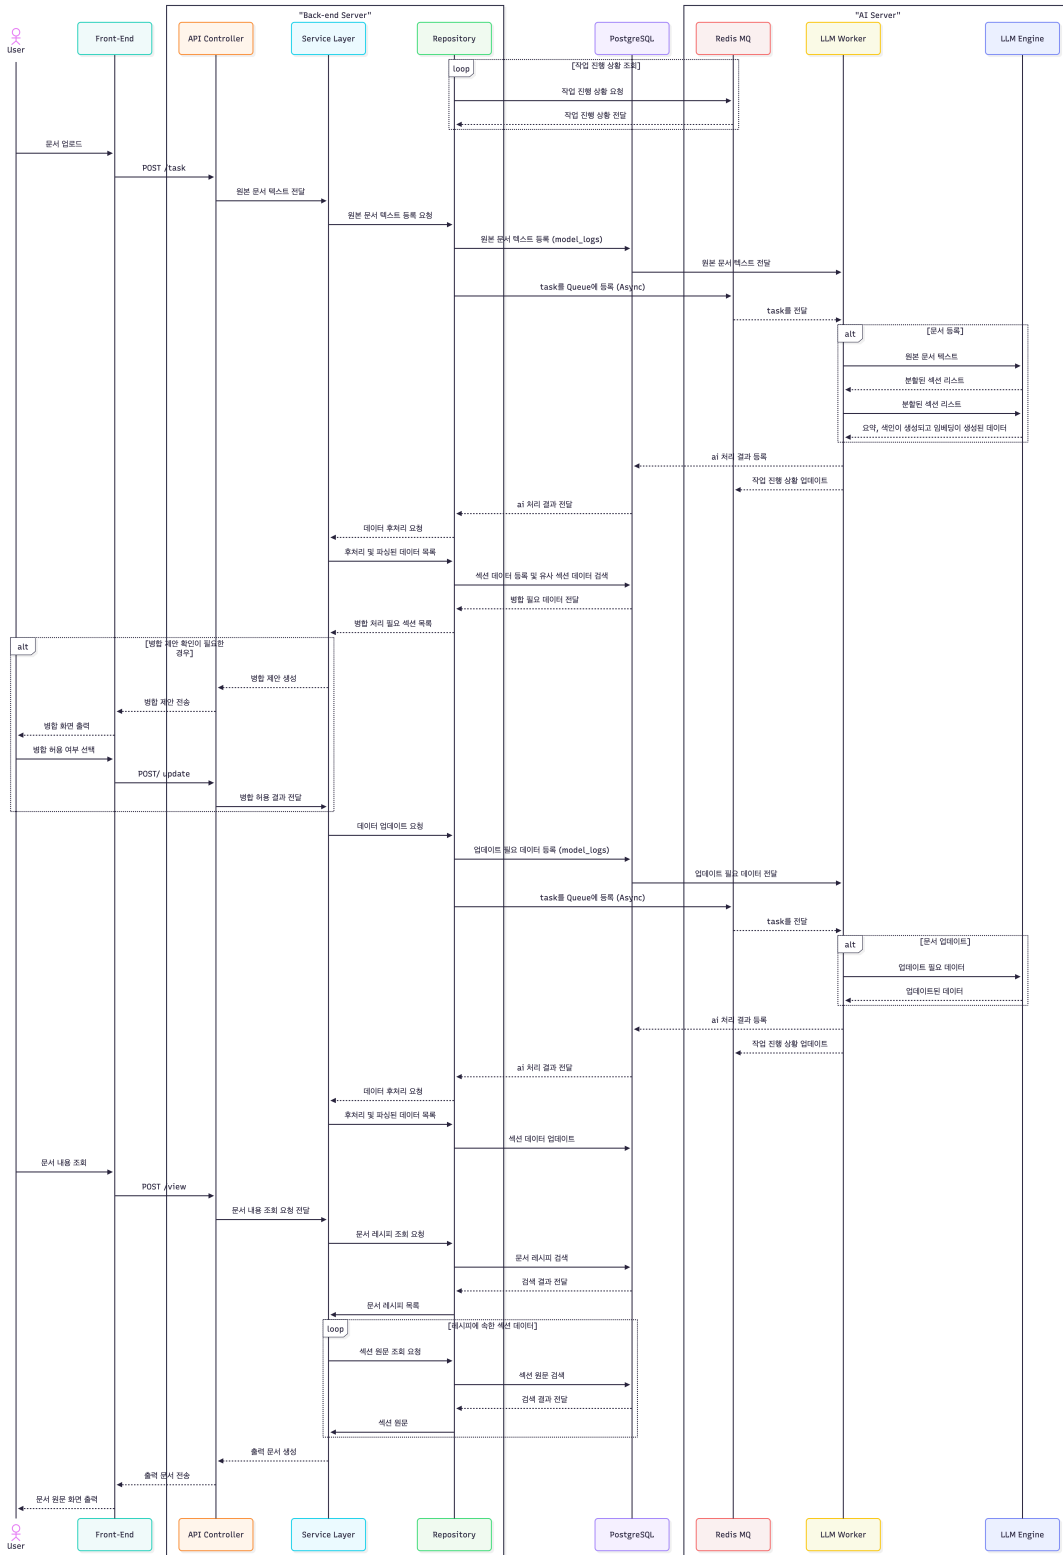 "Back-end Server"
"AI Server"
User
Front-End
API Controller
Service Layer
Repository
PostgreSQL
Redis MQ
LLM Worker
LLM Engine
loop
[작업 진행 상황 조회]
작업 진행 상황 요청
작업 진행 상황 전달
문서 업로드
POST /task
원본 문서 텍스트 전달
원본 문서 텍스트 등록 요청
원본 문서 텍스트 등록 (model_logs)
원본 문서 텍스트 전달
task를 Queue에 등록 (Async)
task를 전달
alt
[문서 등록]
원본 문서 텍스트
분할된 섹션 리스트
분할된 섹션 리스트
요약, 색인이 생성되고 임베딩이 생성된 데이터
ai 처리 결과 등록
작업 진행 상황 업데이트
ai 처리 결과 전달
데이터 후처리 요청
후처리 및 파싱된 데이터 목록
섹션 데이터 등록 및 유사 섹션 데이터 검색
병합 필요 데이터 전달
병합 처리 필요 섹션 목록
alt
[병합 제안 확인이 필요한
경우]
병합 제안 생성
병합 제안 전송
병합 화면 출력
병합 허용 여부 선택
POST/ update
병합 허용 결과 전달
데이터 업데이트 요청
업데이트 필요 데이터 등록 (model_logs)
업데이트 필요 데이터 전달
task를 Queue에 등록 (Async)
task를 전달
alt
[문서 업데이트]
업데이트 필요 데이터
업데이트된 데이터
ai 처리 결과 등록
작업 진행 상황 업데이트
ai 처리 결과 전달
데이터 후처리 요청
후처리 및 파싱된 데이터 목록
섹션 데이터 업데이트
문서 내용 조회
POST /view
문서 내용 조회 요청 전달
문서 레시피 조회 요청
문서 레시피 검색
검색 결과 전달
문서 레시피 목록
loop
[레시피에 속한 섹션 데이터]
섹션 원문 조회 요청
섹션 원문 검색
검색 결과 전달
섹션 원문
출력 문서 생성
출력 문서 전송
문서 원문 화면 출력
User
Front-End
API Controller
Service Layer
Repository
PostgreSQL
Redis MQ
LLM Worker
LLM Engine